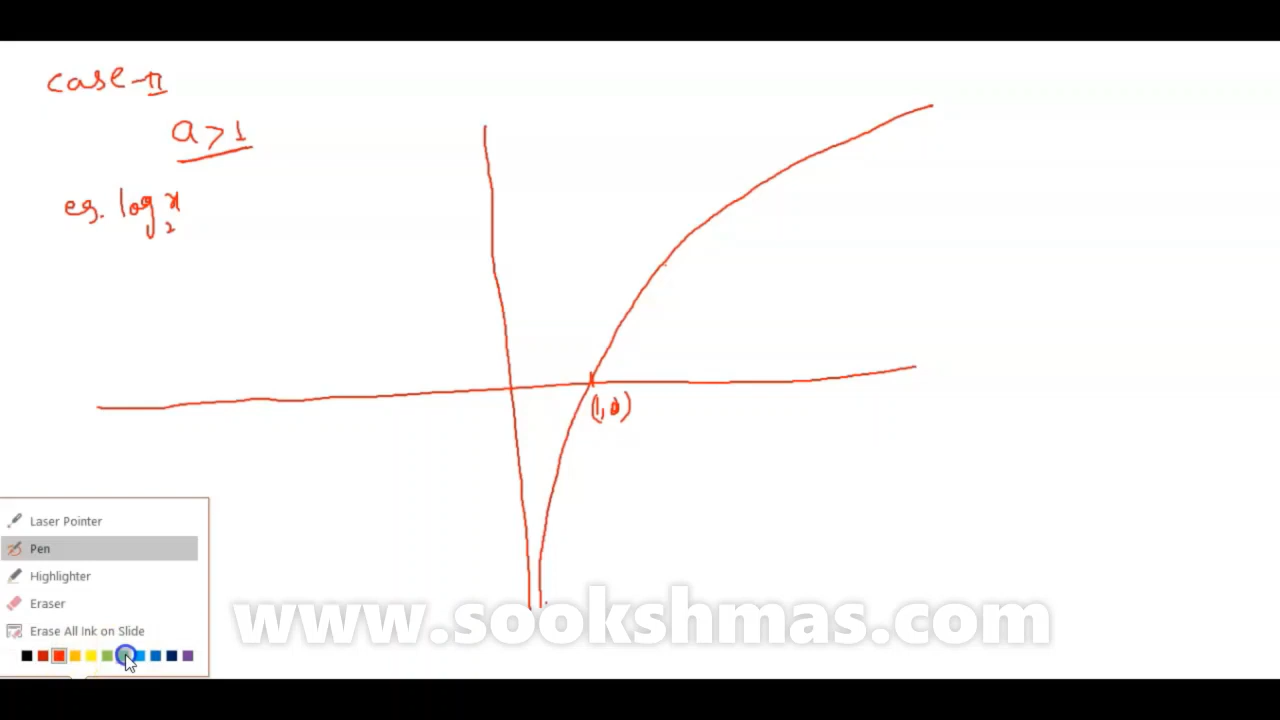 case-II
a>1
eg. log₂x
(1,0)
Laser Pointer
Pen
Highlighter
Eraser
Erase All Ink on Slide
www.sookshmas.com